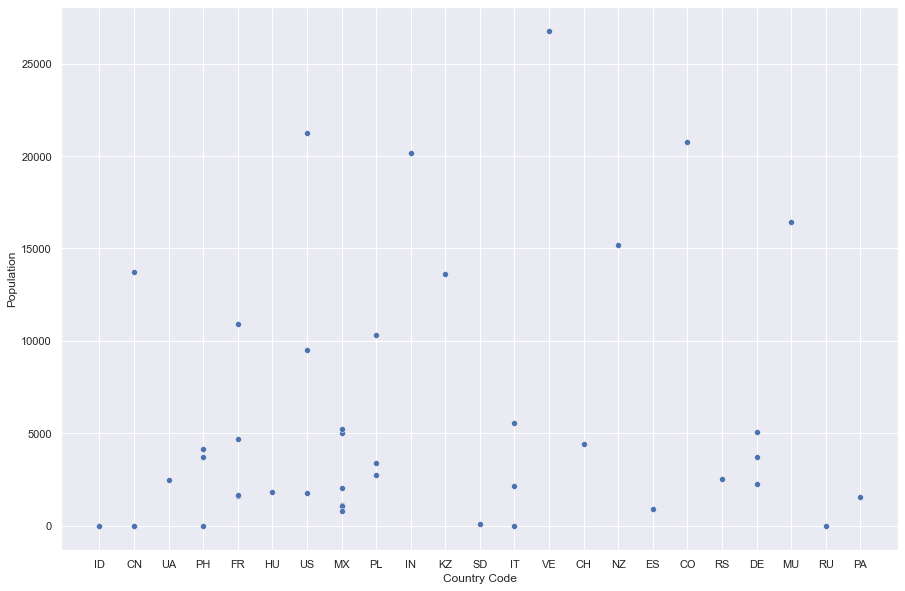 25000
20000
15000
10000
5000
0
Population
ID CN UA PH FR HU US MX PL IN KZ SD IT VE CH NZ ES CO RS DE MU RU PA
Country Code